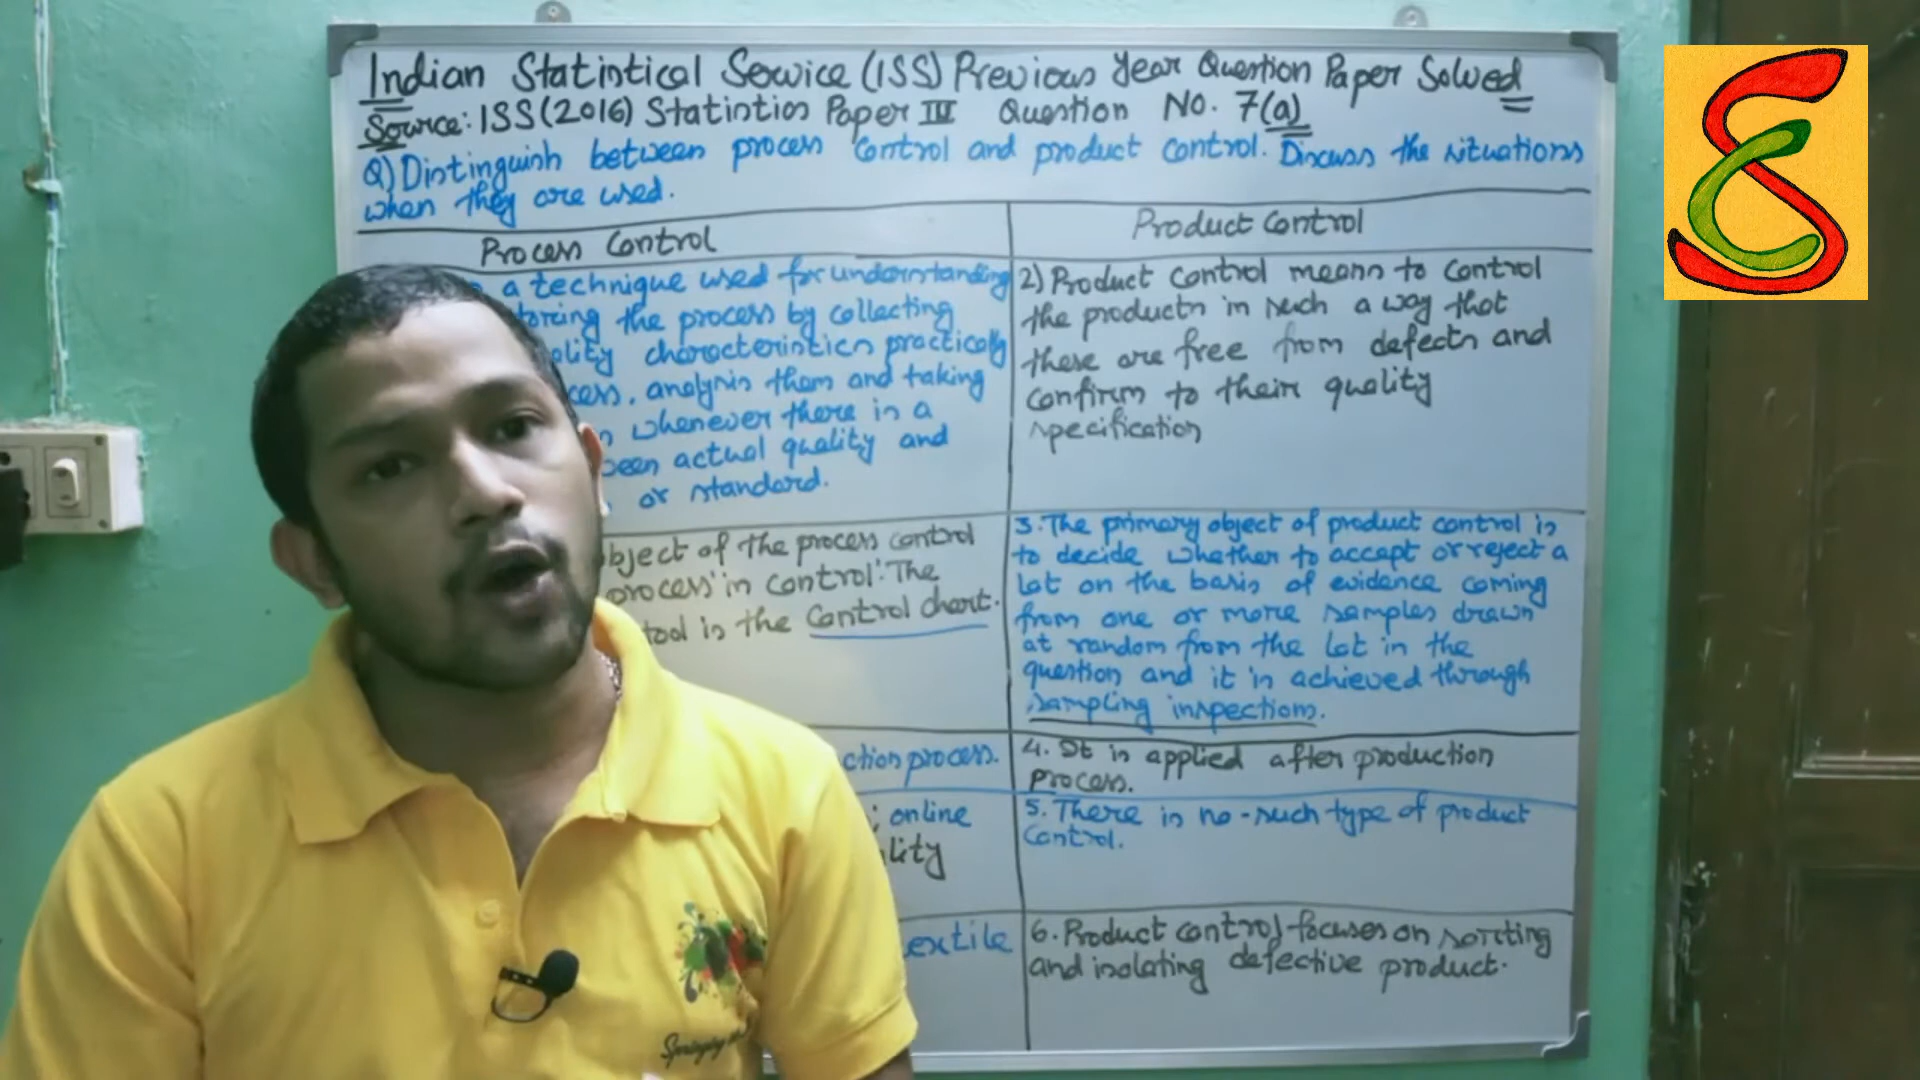 Indian Statistical Service (ISS) Previous Year Question Paper Solved
Source: ISS (2016) Statistics Paper III Question No. 7(a)
Q) Distinguish between process control and product control. Discuss the situations
when they are used.
Process Control
a technique used for understanding
the process by collecting
characteristics practically
analysis them and taking
whenever there is a
actual quality and
or standard.
object of the process control
process in control. The
tool is the Control chart.
process.
online
extile
Product Control
2) Product control means to control
the products in such a way that
these are free from defects and
confirm to their quality
specification
3. The primary object of product control is
to decide whether to accept or reject a
lot on the basis of evidence coming
from one or more samples drawn
at random from the lot in the
question and it is achieved through
sampling inspections.
4. It is applied after production
process.
5. There is no-such type of product
control.
6. Product control focuses on sorting
and isolating defective product.